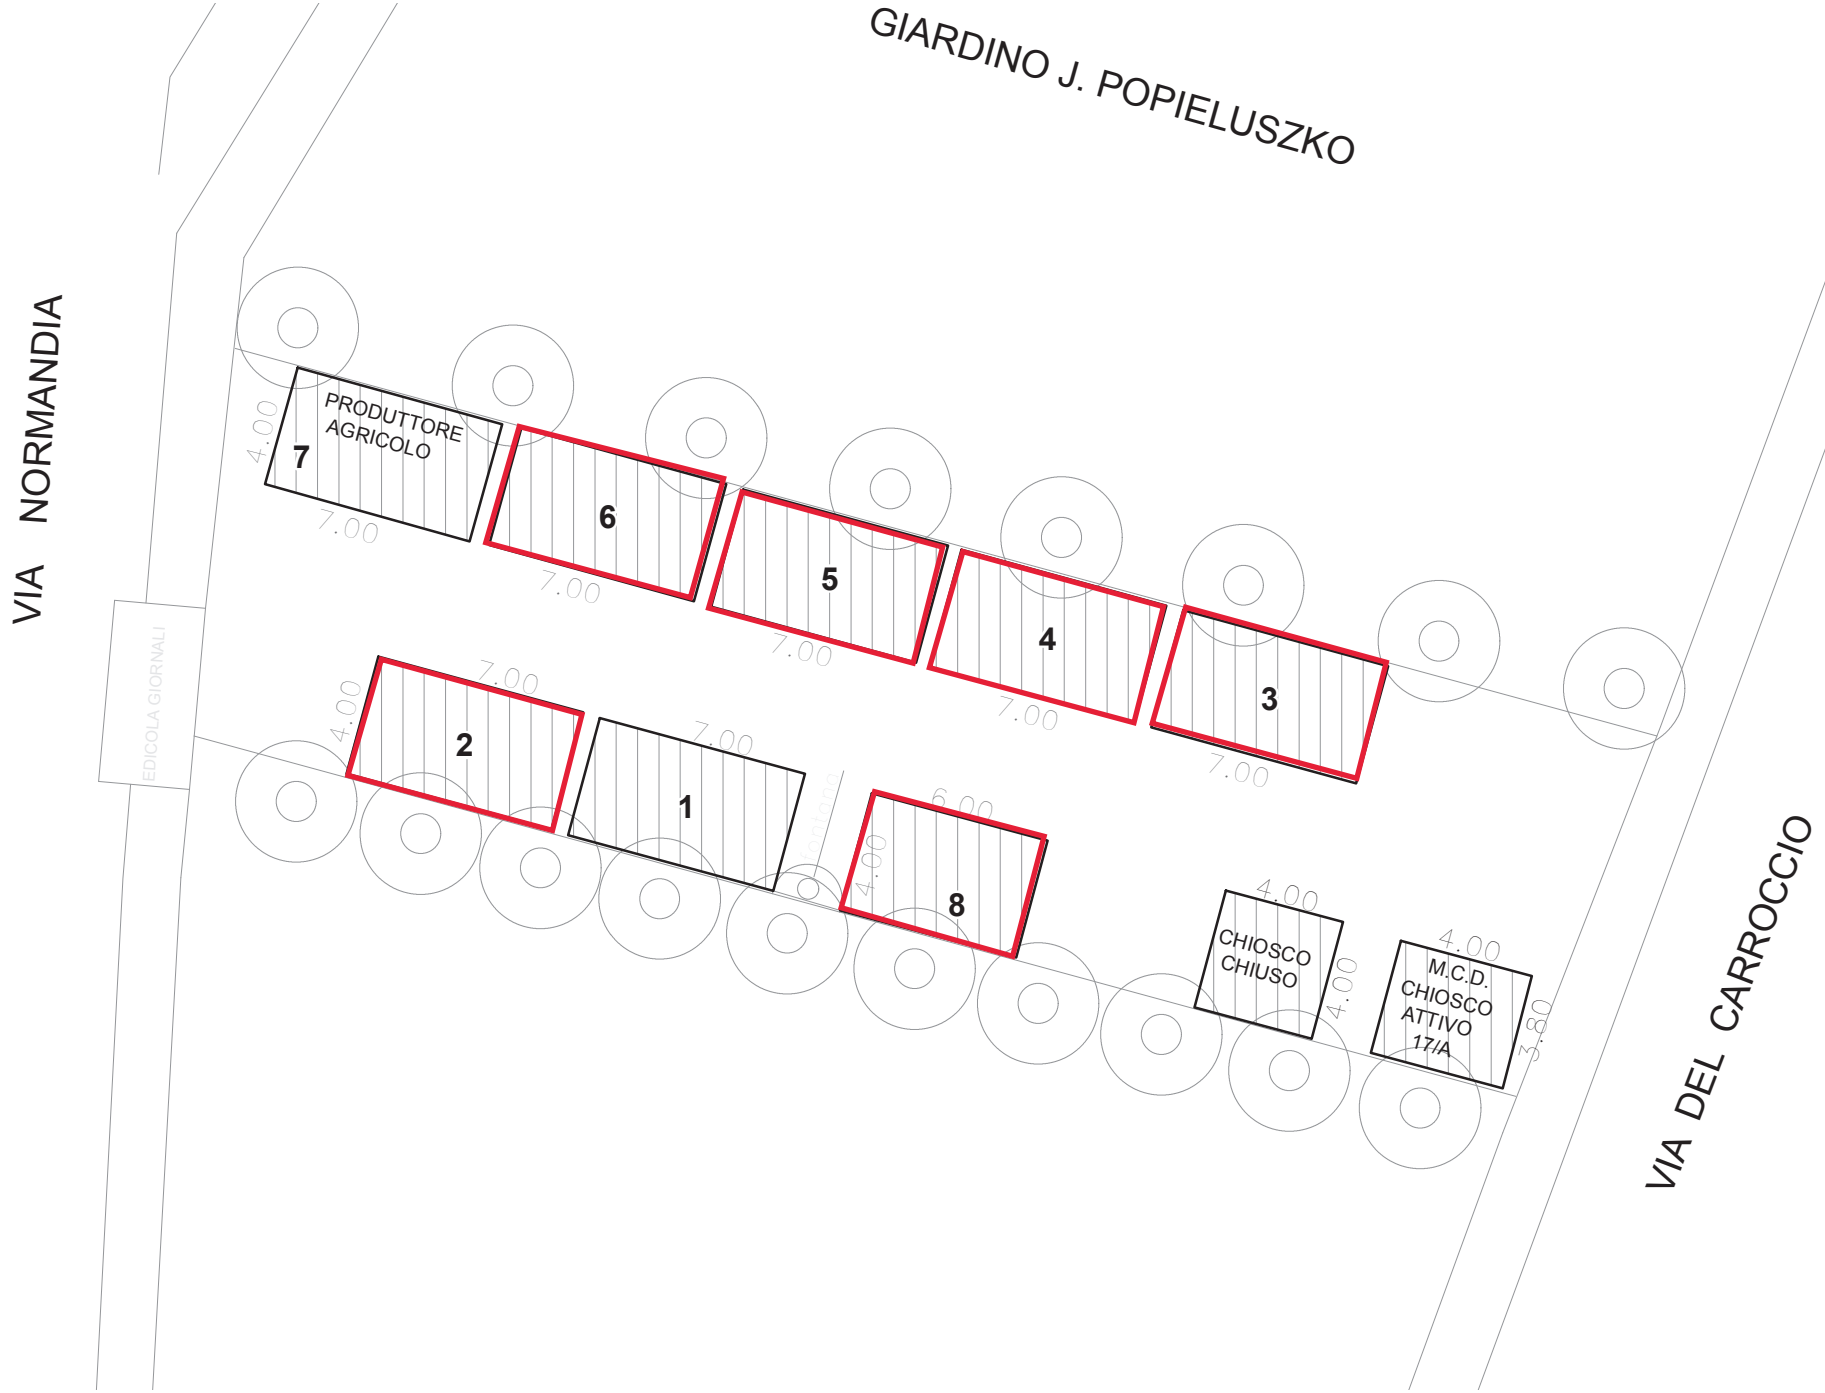 GIARDINO J. POPIELUSZKO
VIA NORMANDIA
PRODUTTORE
AGRICOLO
4.00
7
7.00
6
7.00
5
7.00
4
7.00
3
7.00
EDICOLA GIORNALI
7.00
4.00
2
7.00
1
fontana
6.00
4.00
8
4.00
CHIOSCO
CHIUSO
4.00
4.00
M.C.D.
CHIOSCO
ATTIVO
17/A
3.80
VIA DEL CARROCCIO